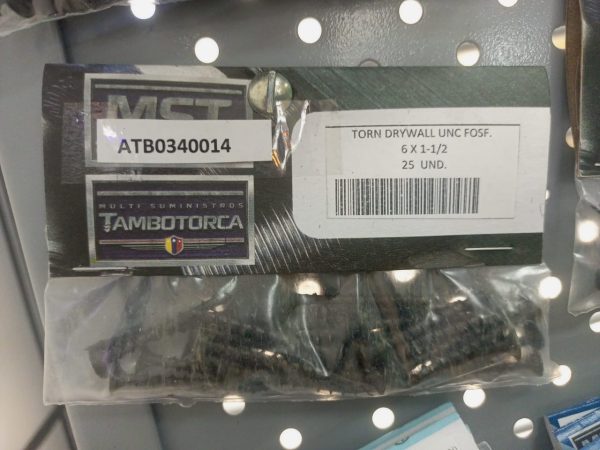 MST
ATB0340014
MULTI SUMINISTROS
TAMBOTORCA
TORN DRYWALL UNC FOSF.
6 X 1-1/2
25 UND.